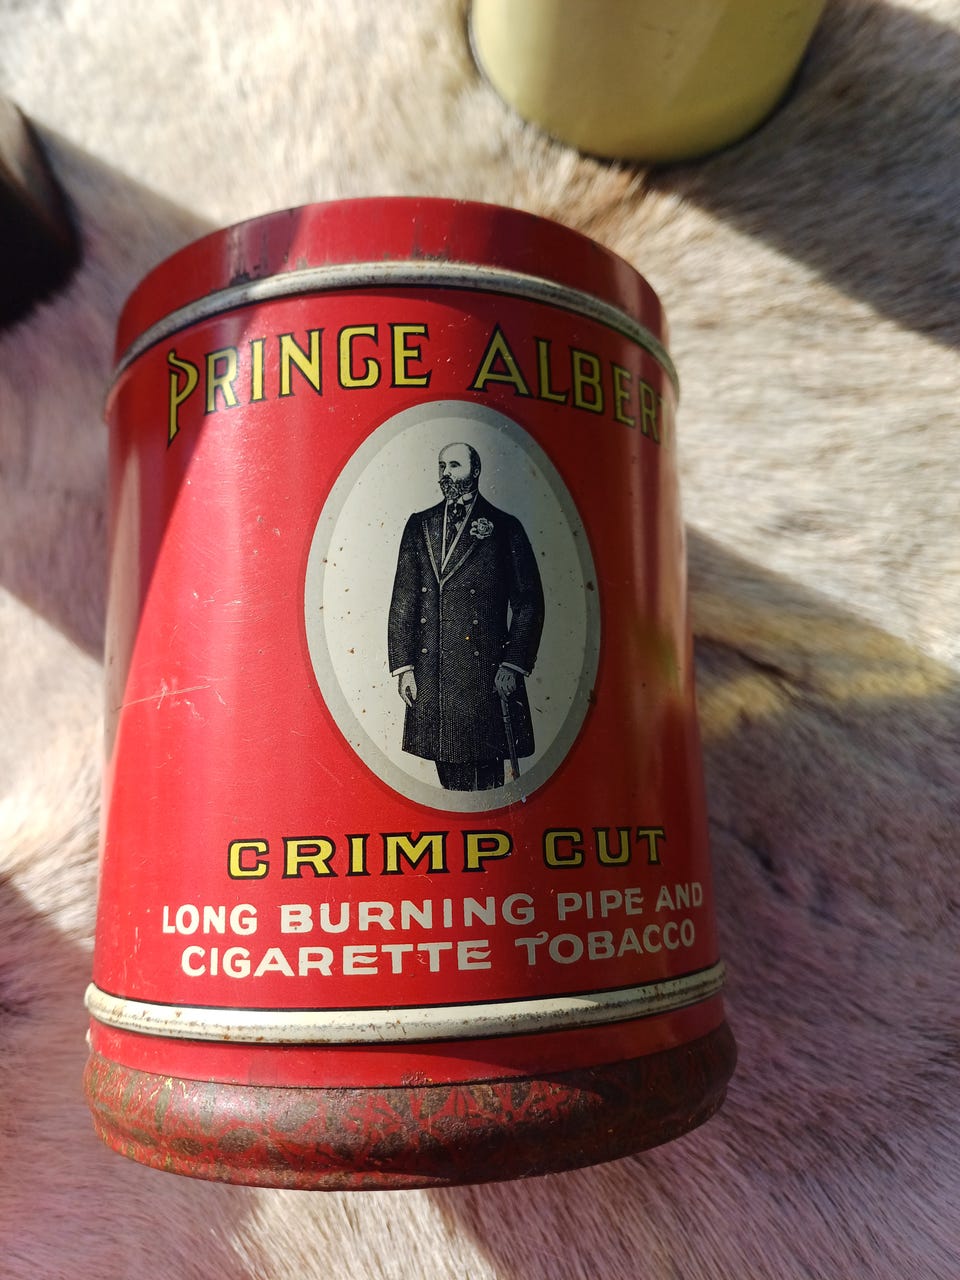 PRINCE ALBERT
CRIMP CUT
LONG BURNING PIPE AND
CIGARETTE TOBACCO